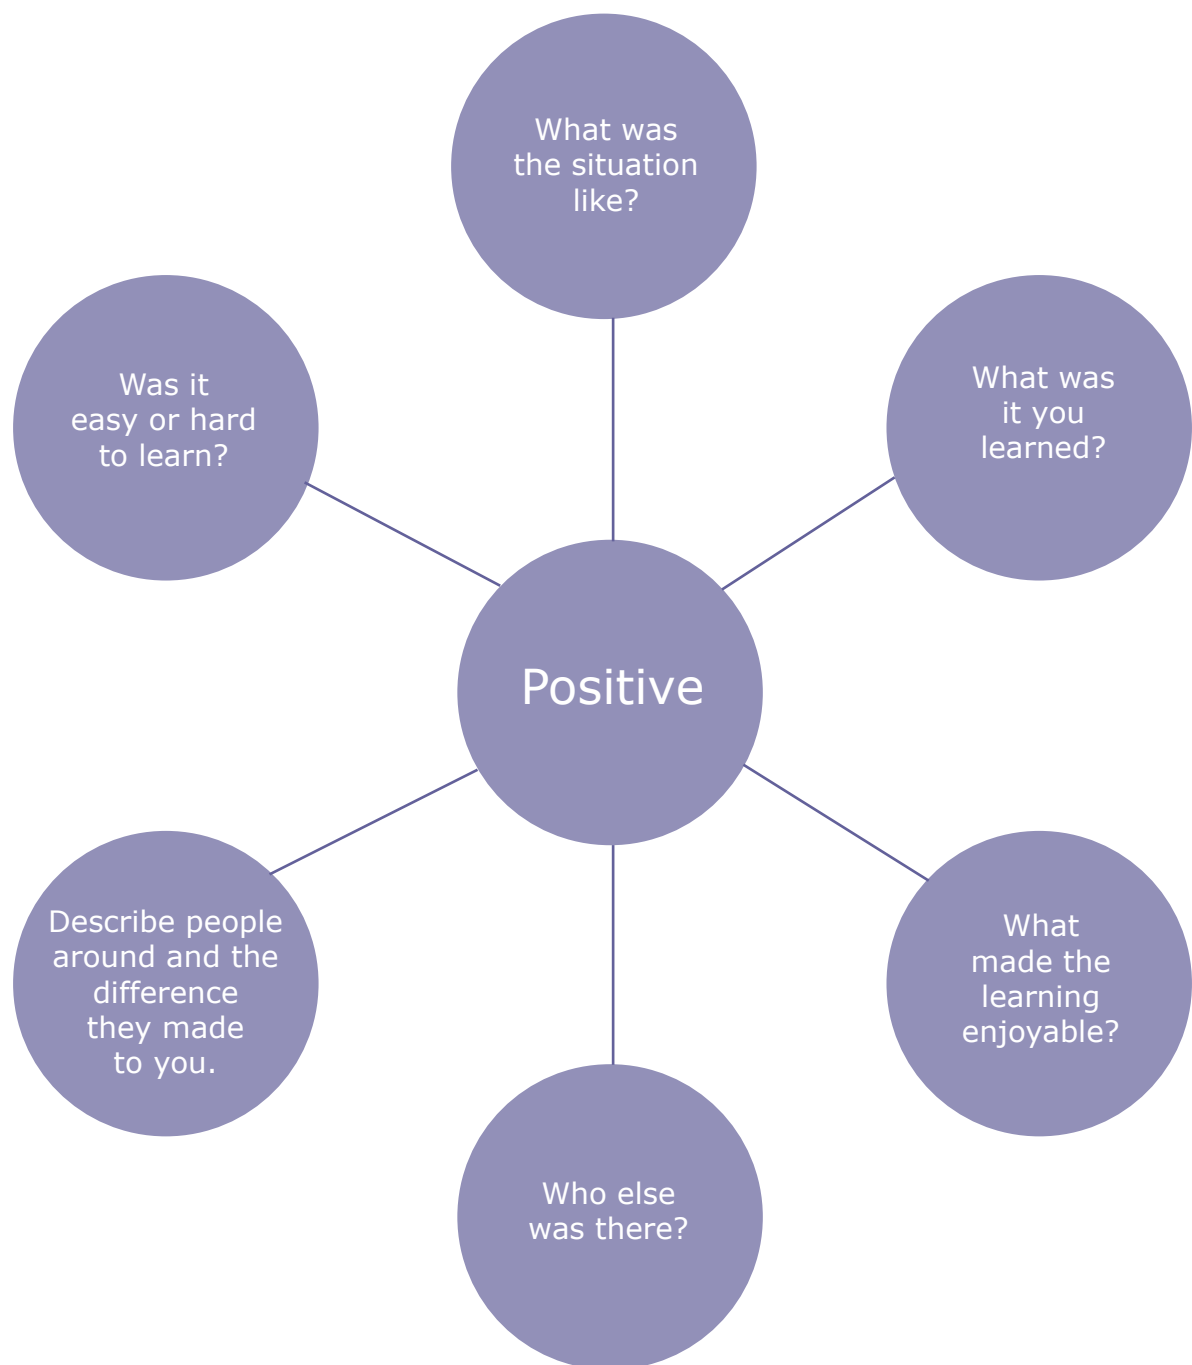 What was
the situation
like?
Was it
easy or hard
to learn?
What was
it you
learned?
Positive
Describe people
around and the
difference
they made
to you.
What
made the
learning
enjoyable?
Who else
was there?